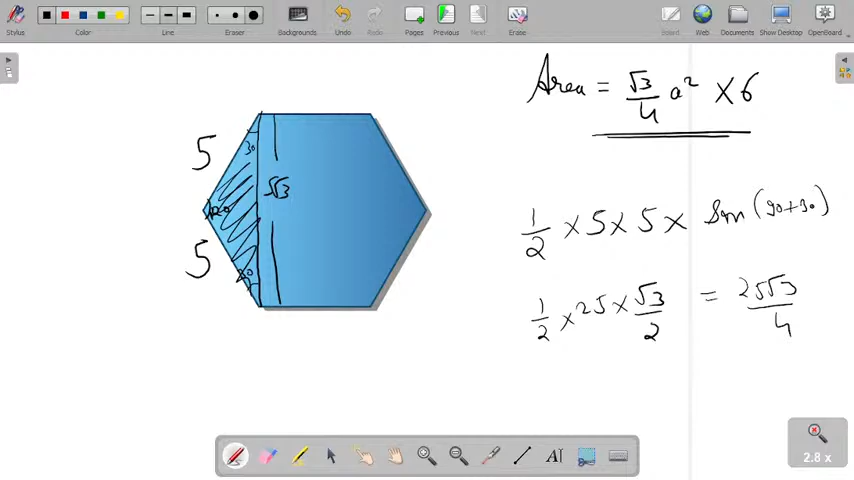 Stylus
Color
Line
Eraser
Backgrounds
Undo
Redo
Pages
Previous
Next
Erase
Select
Web
Documents
Show Desktop
OpenBoard
Area = √3/4 a² × 6
5
30
5√3
120
5
30
1/2 × 5 × 5 × Sin(90+30)
1/2 × 25 × √3/2 = 25√3/4
2.8 x